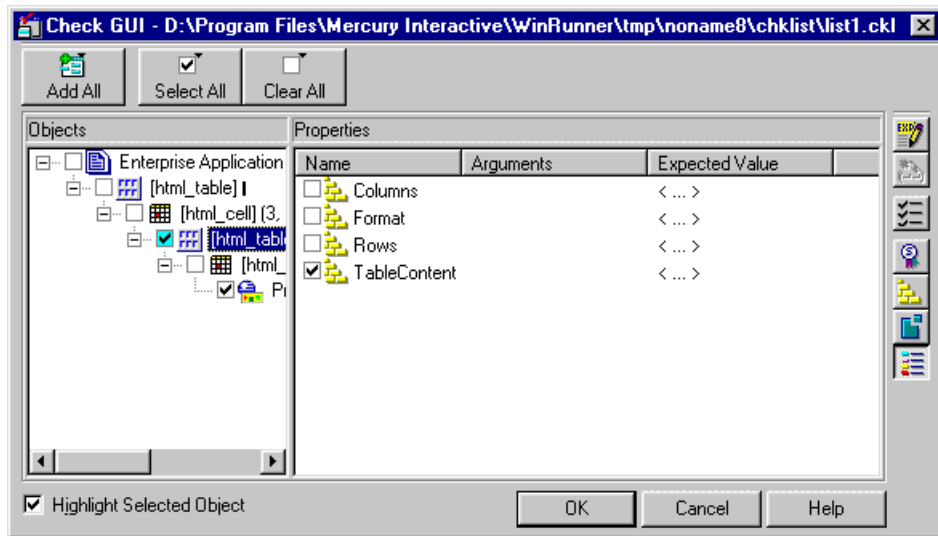 Check GUI - D:\Program Files\Mercury Interactive\WinRunner\tmp\noname8\chklist\list1.ckl
Add All Select All Clear All
Objects Properties
Enterprise Application
[html_table]
[html_cell] (3,
[html_tabl
[html_
Name Arguments Expected Value
Columns < ... >
Format < ... >
Rows < ... >
TableContent < ... >
EXP
Highlight Selected Object
OK Cancel Help